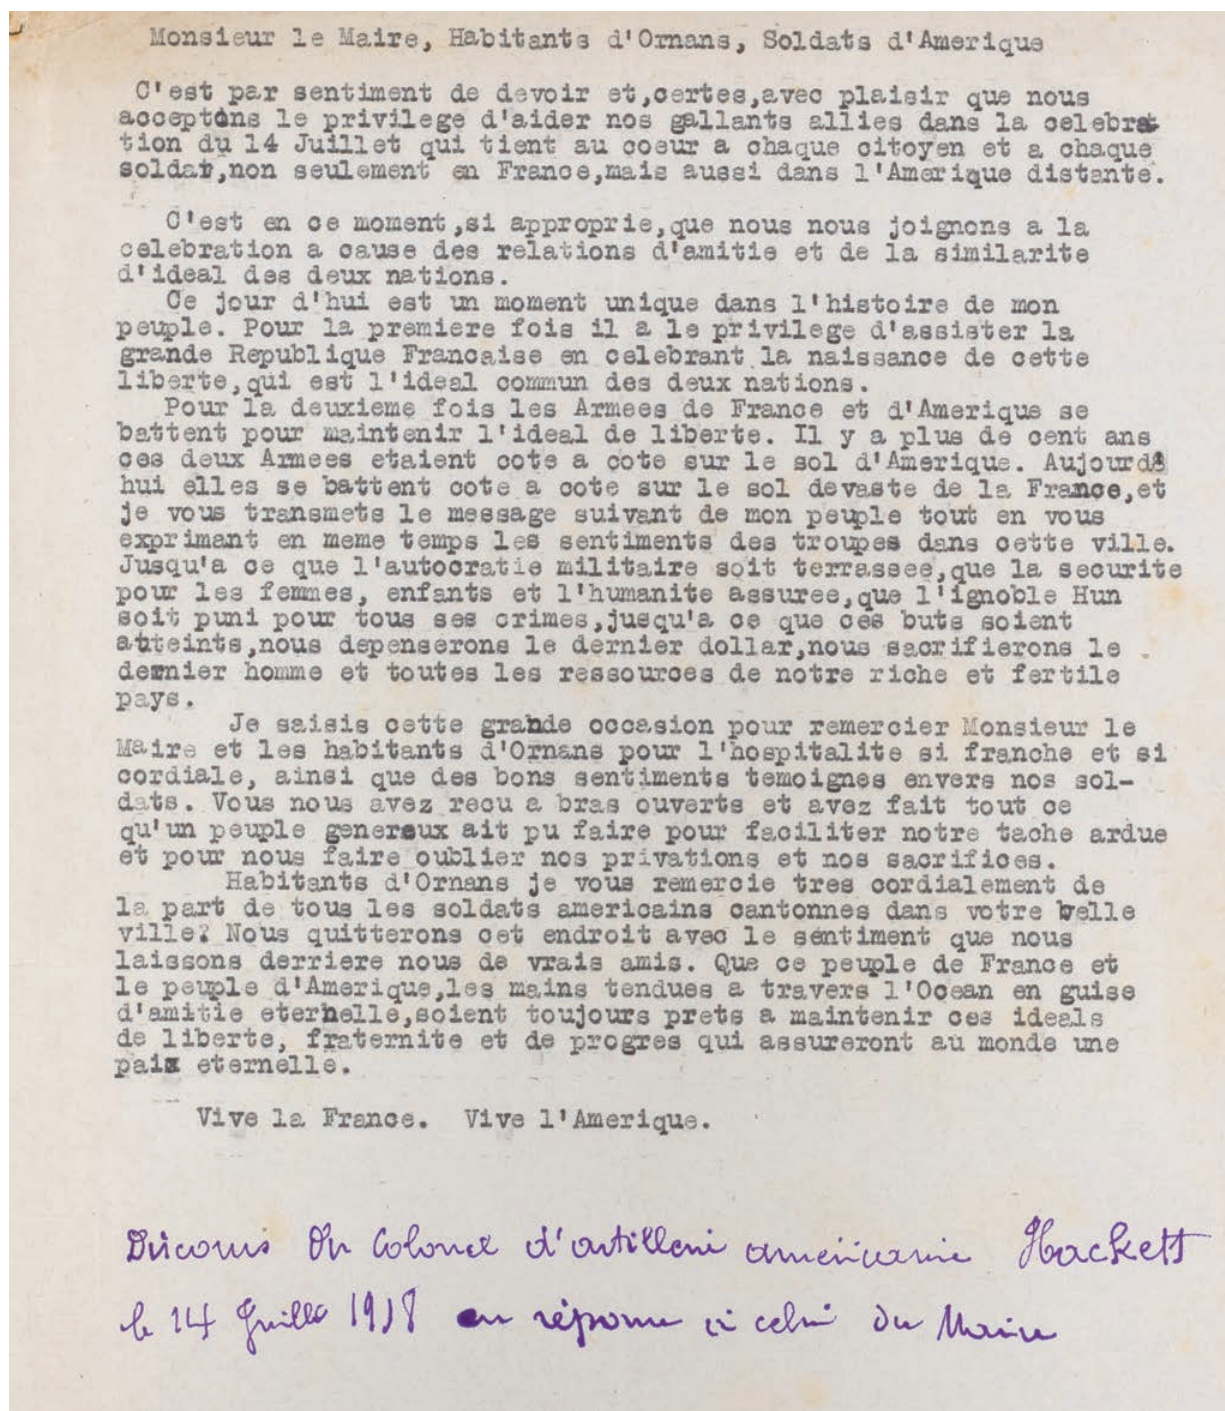 Monsieur le Maire, Habitants d'Ornans, Soldats d'Amerique
C'est par sentiment de devoir et,certes,avec plaisir que nous
acceptons le privilege d'aider nos gallants allies dans la celebrat
tion du 14 Juillet qui tient au coeur a chaque citoyen et a chaque
soldat,non seulement en France,mais aussi dans l'Amerique distante.
C'est en ce moment,si approprie,que nous nous joignons a la
celebration a cause des relations d'amitie et de la similarite
d'ideal des deux nations.
Ce jour d'hui est un moment unique dans l'histoire de mon
peuple. Pour la premiere fois il a le privilege d'assister la
grande Republique Francaise en celebrant la naissance de cette
liberte,qui est l'ideal commun des deux nations.
Pour la deuxieme fois les Armees de France et d'Amerique se
battent pour maintenir l'ideal de liberte. Il y a plus de cent ans
ces deux Armees etaient cote a cote sur le sol d'Amerique. Aujourd'
hui elles se battent cote a cote sur le sol devaste de la France,et
je vous transmets le message suivant de mon peuple tout en vous
exprimant en meme temps les sentiments des troupes dans cette ville.
Jusqu'a ce que l'autocratie militaire soit terrassee,que la securite
pour les femmes, enfants et l'humanite assuree,que l'ignoble Hun
soit puni pour tous ses crimes,jusqu'a ce que ces buts soient
atteints,nous depenserons le dernier dollar,nous sacrifierons le
dernier homme et toutes les ressources de notre riche et fertile
pays.
Je saisis cette grande occasion pour remercier Monsieur le
Maire et les habitants d'Ornans pour l'hospitalite si franche et si
cordiale, ainsi que des bons sentiments temoignes envers nos sol-
dats. Vous nous avez recu a bras ouverts et avez fait tout ce
qu'un peuple genereux ait pu faire pour faciliter notre tache ardue
et pour nous faire oublier nos privations et nos sacrifices.
Habitants d'Ornans je vous remercie tres cordialement de
la part de tous les soldats americains cantonnes dans votre belle
ville. Nous quitterons cet endroit avec le sentiment que nous
laissons derriere nous de vrais amis. Que ce peuple de France et
le peuple d'Amerique,les mains tendues a travers l'Ocean en guise
d'amitie eternelle,soient toujours prets a maintenir ces ideals
de liberte, fraternite et de progres qui assureront au monde une
paix eternelle.
Vive la France. Vive l'Amerique.
Discours du Colonel d'artillerie américaine Hackett
le 14 Juillet 1918 en réponse à celui du Maire